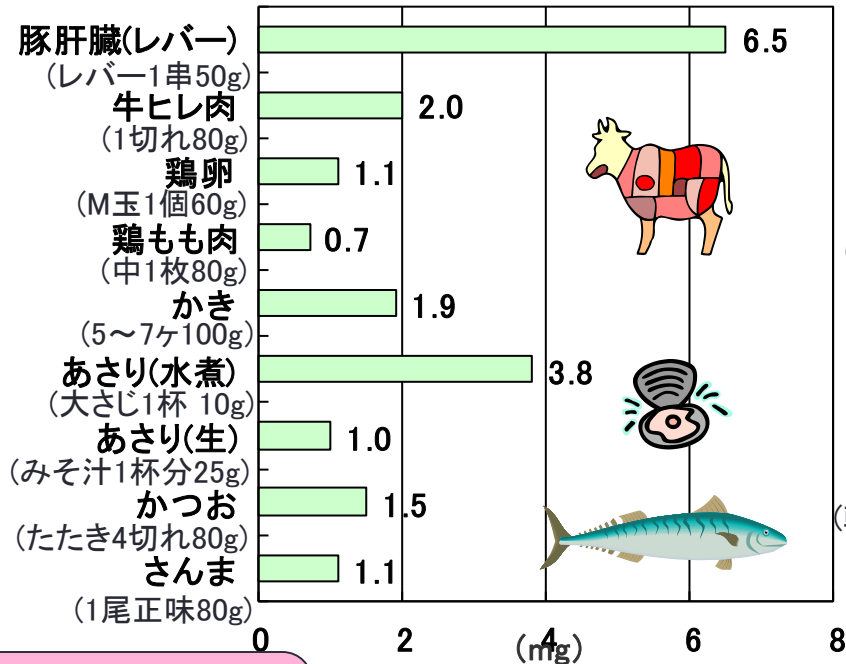 豚肝臓(レバー) 6.5
(レバー1串50g)
牛ヒレ肉 2.0
(1切れ80g)
鶏卵 1.1
(M玉1個60g)
鶏もも肉 0.7
(中1枚80g)
かき 1.9
(5～7ヶ100g)
あさり(水煮) 3.8
(大さじ1杯 10g)
あさり(生) 1.0
(みそ汁1杯分25g)
かつお 1.5
(たたき4切れ80g)
さんま 1.1
(1尾正味80g)
0 2 4 6 8
(mg)